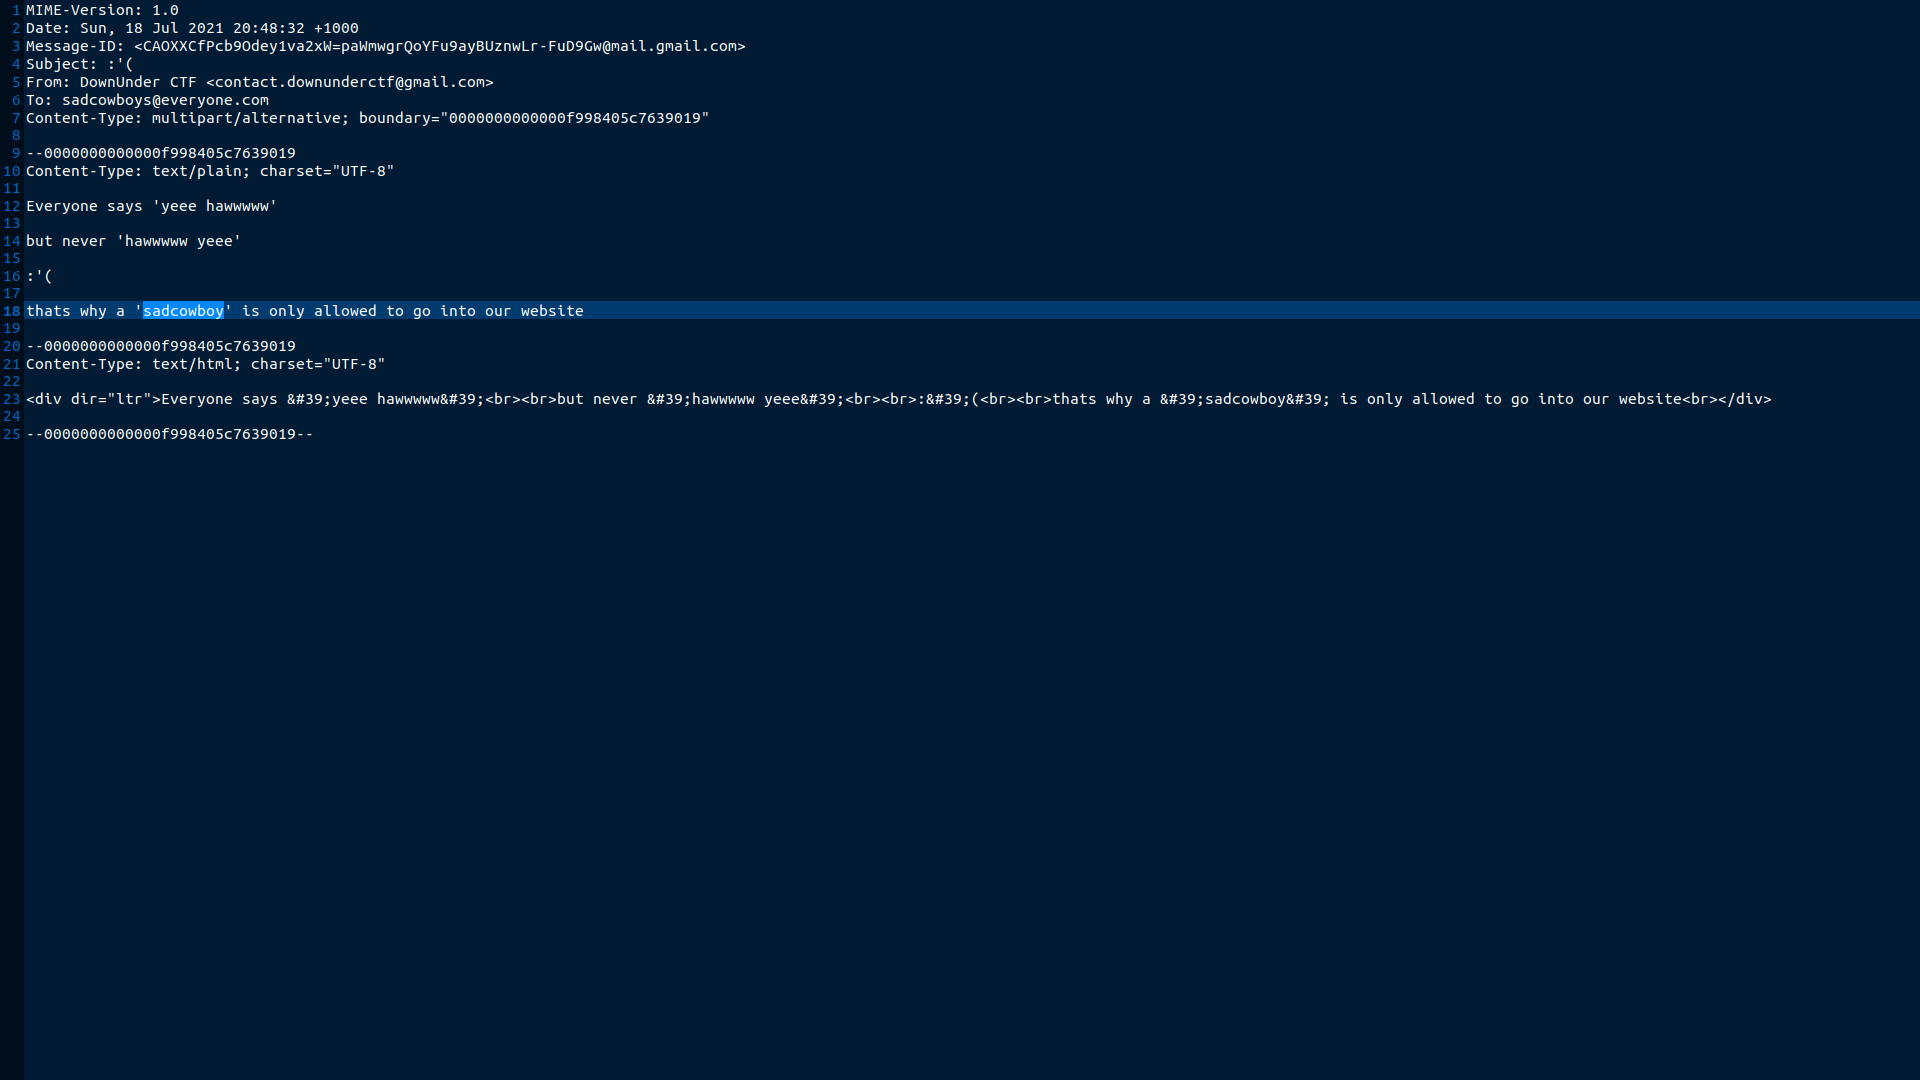 1 MIME-Version: 1.0
2 Date: Sun, 18 Jul 2021 20:48:32 +1000
3 Message-ID: <CAOXXCfPcb9Odey1va2xW=paWmwgrQoYFu9ayBUznwLr-FuD9Gw@mail.gmail.com>
4 Subject: :'(
5 From: DownUnder CTF <contact.downunderctf@gmail.com>
6 To: sadcowboys@everyone.com
7 Content-Type: multipart/alternative; boundary="0000000000000f998405c7639019"
8
9 --0000000000000f998405c7639019
10 Content-Type: text/plain; charset="UTF-8"
11
12 Everyone says 'yeee hawwwww'
13
14 but never 'hawwwww yeee'
15
16 :'(
17
18 thats why a 'sadcowboy' is only allowed to go into our website
19
20 --0000000000000f998405c7639019
21 Content-Type: text/html; charset="UTF-8"
22
23 <div dir="ltr">Everyone says &#39;yeee hawwwww&#39;<br><br>but never &#39;hawwwww yeee&#39;<br><br>:&#39;(<br><br>thats why a &#39;sadcowboy&#39; is only allowed to go into our website<br></div>
24
25 --0000000000000f998405c7639019--